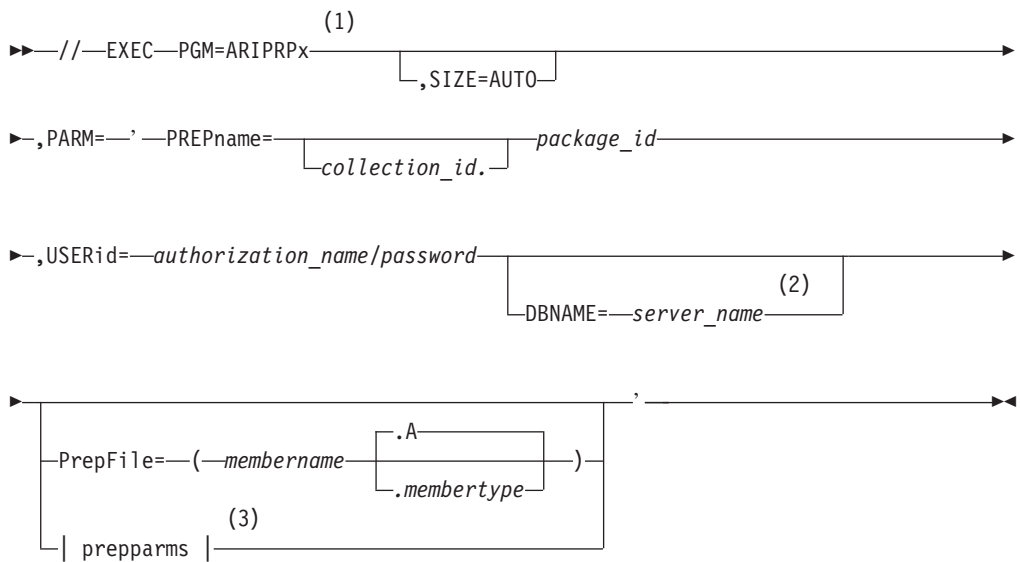 (1)
// EXEC PGM=ARIPRPx
,SIZE=AUTO
,PARM= ’ PREPname= package_id
collection_id.
,USERid= authorization_name/password
(2)
DBNAME= server_name
’
.A
PrepFile= ( membername )
.membertype
(3)
prepparms